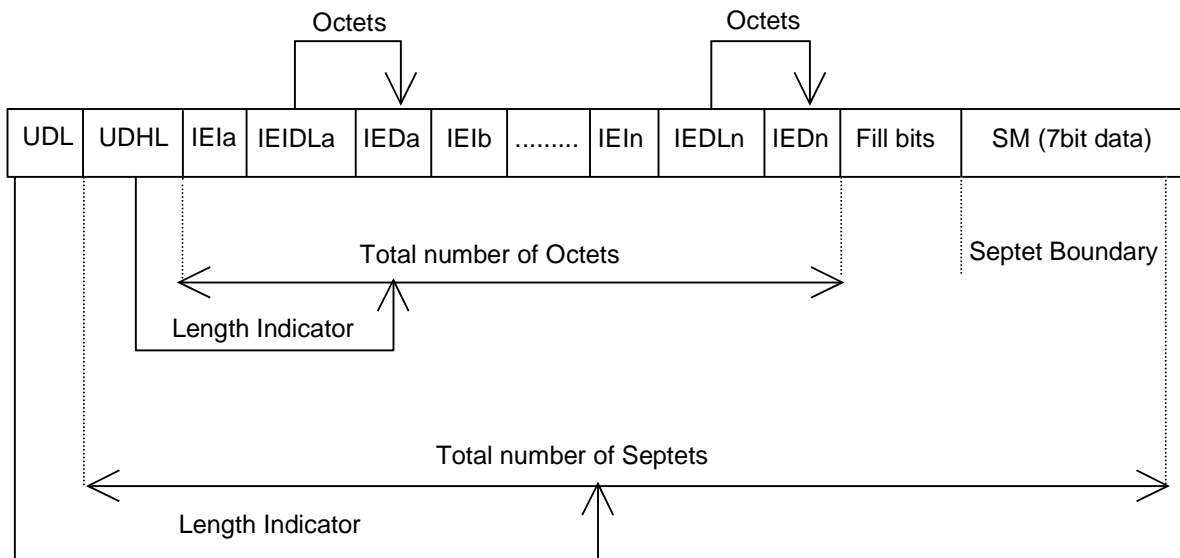 Octets
Octets
UDL UDHL IEIa IEIDLa IEDa IEIb ......... IEIn IEDLn IEDn Fill bits SM (7bit data)
Total number of Octets
Septet Boundary
Length Indicator
Total number of Septets
Length Indicator